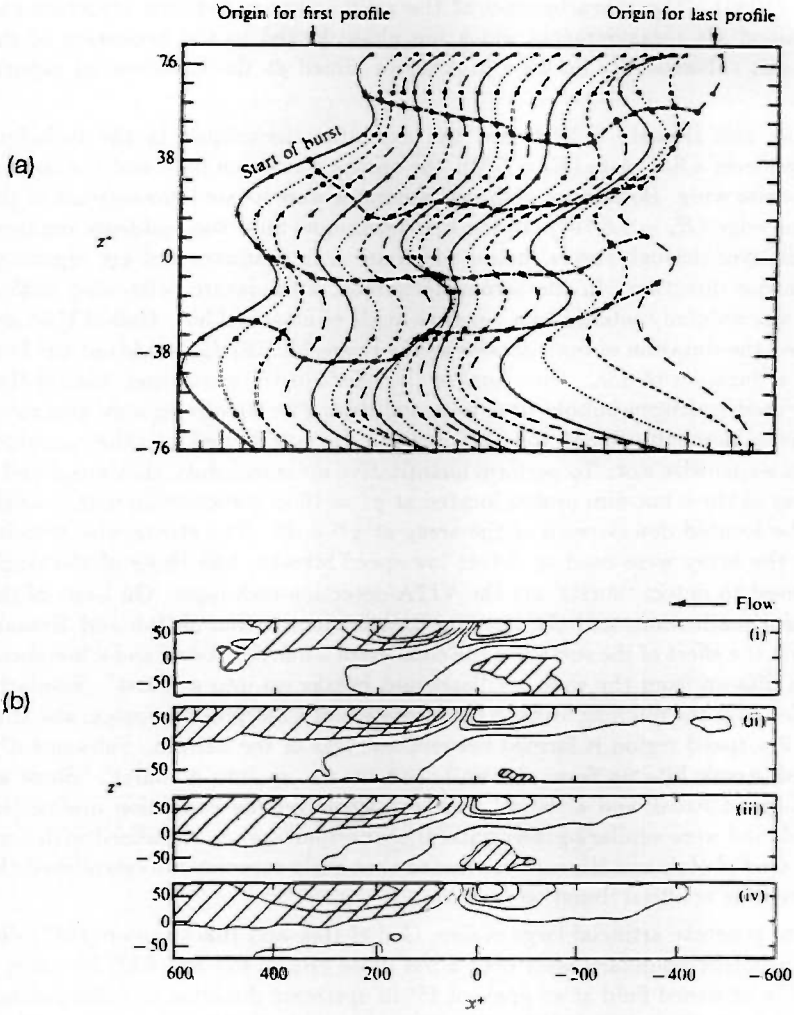 Origin for first profile Origin for last profile
76
(a)
Start of burst
38
z+
0
38
-76
Flow
50 (i)
0
-50
(b)
50 (ii)
0
-50
z+
50 (iii)
0
-50
50 (iv)
0
-50
600 400 200 0 -200 -400 -600
x+